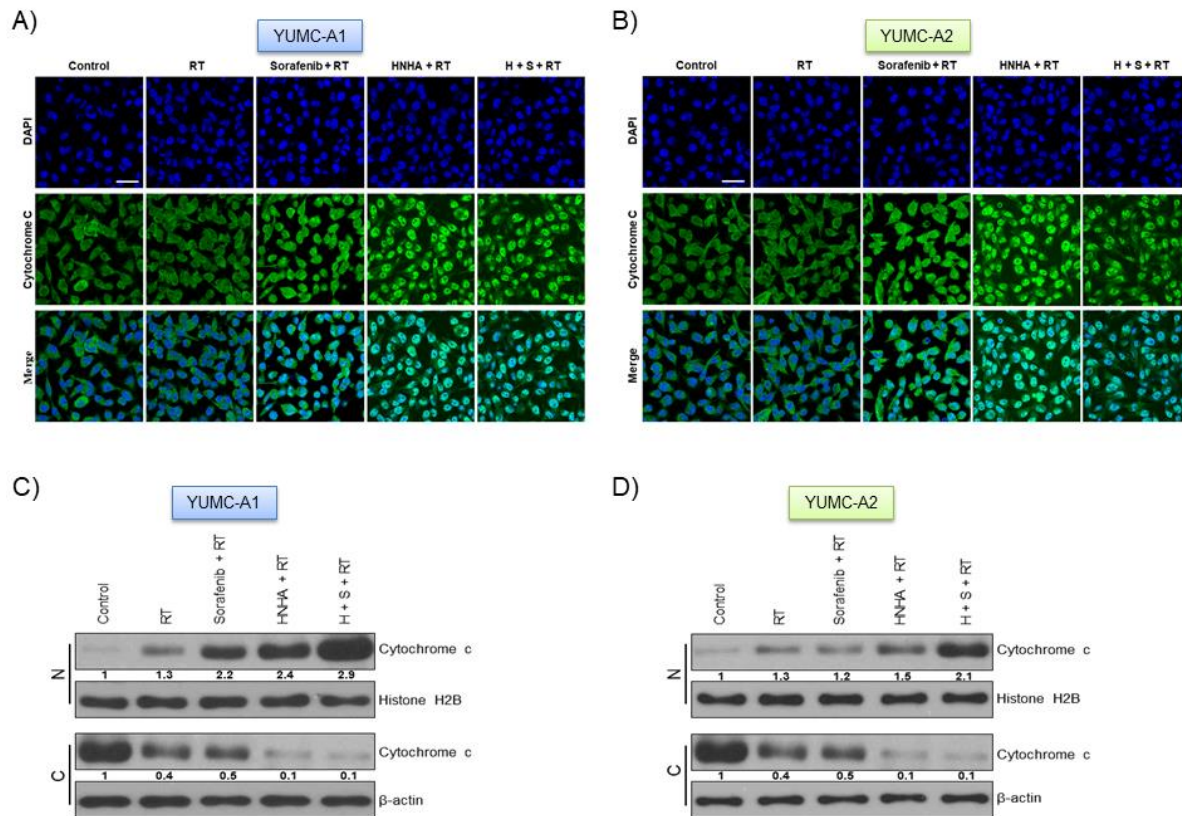 A)
YUMC-A1
Control RT Sorafenib + RT HNHA + RT H + S + RT
DAPI
Cytochrome C
Merge
B)
YUMC-A2
Control RT Sorafenib + RT HNHA + RT H + S + RT
DAPI
Cytochrome C
Merge
C)
YUMC-A1
Control RT Sorafenib + RT HNHA + RT H + S + RT
N
Cytochrome c
1 1.3 2.2 2.4 2.9
Histone H2B
C
Cytochrome c
1 0.4 0.5 0.1 0.1
β-actin
D)
YUMC-A2
Control RT Sorafenib + RT HNHA + RT H + S + RT
N
Cytochrome c
1 1.3 1.2 1.5 2.1
Histone H2B
C
Cytochrome c
1 0.4 0.5 0.1 0.1
β-actin